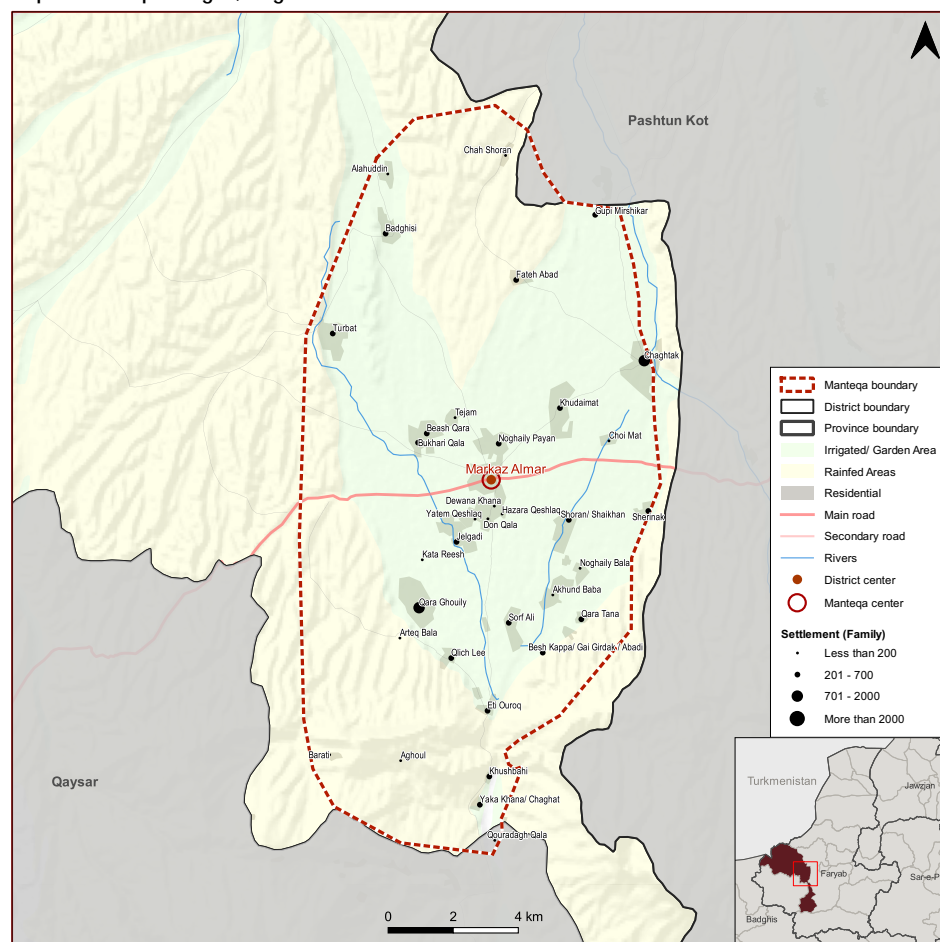 Pashtun Kot
Chah Shoran
Alahuddin
Gupi Mirshikar
Badghisi
Fateh Abad
Turbat
Chaghtak
Khudaimat
Tejam
Beash Qara
Bukhari Qala
Noghaily Payan
Choi Mat
Markaz Almar
Dewana Khana
Hazara Qeshlaq
Yatem Qeshlaq
Don Qala
Shoran/ Shaikhan
Sherinak
Jelgadi
Kata Reesh
Noghaily Bala
Akhund Baba
Qara Ghouily
Sorf Ali
Qara Tana
Arteq Bala
Qlich Lee
Besh Kappa/ Gai Girdak / Abadi
Eti Ouroq
Barati
Aghoul
Khushbahi
Yaka Khana/ Chaghat
Qouradagh Qala
Qaysar
Manteqa boundary
District boundary
Province boundary
Irrigated/ Garden Area
Rainfed Areas
Residential
Main road
Secondary road
Rivers
District center
Manteqa center
Settlement (Family)
Less than 200
201 - 700
701 - 2000
More than 2000
0 2 4 km
Turkmenistan
Jawzjan
Faryab
Sar-e-P
Badghis